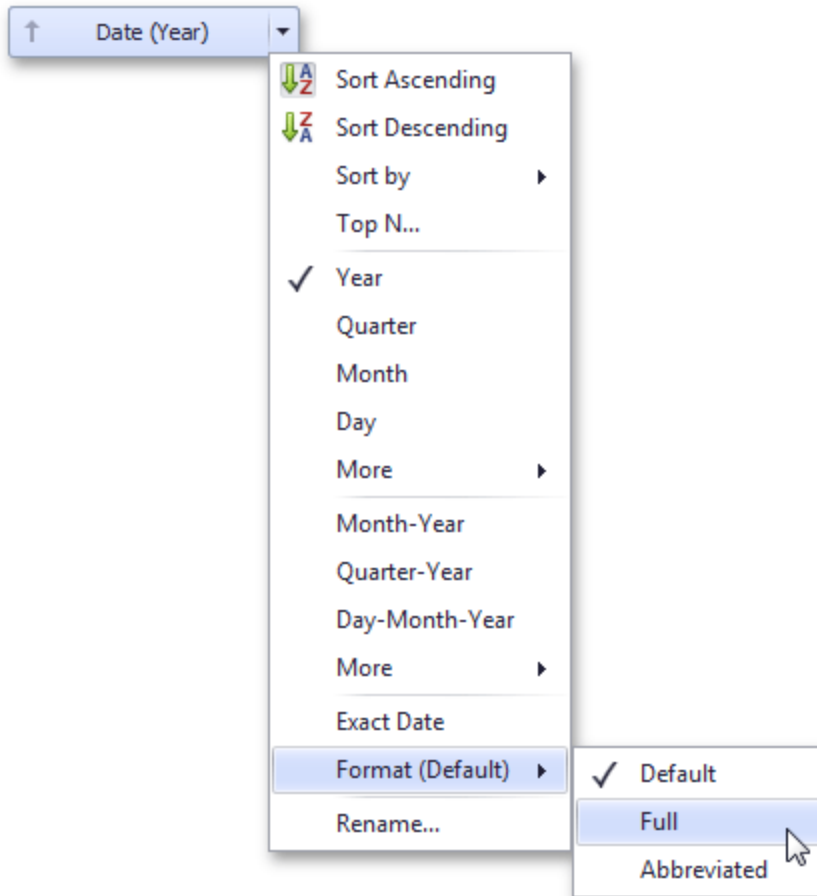 Date (Year)
Sort Ascending
Sort Descending
Sort by
Top N...
Year
Quarter
Month
Day
More
Month-Year
Quarter-Year
Day-Month-Year
More
Exact Date
Format (Default)
Default
Full
Rename...
Abbreviated